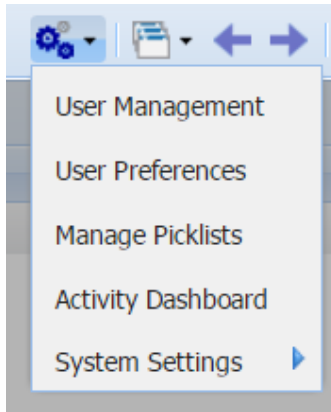 User Management
User Preferences
Manage Picklists
Activity Dashboard
System Settings